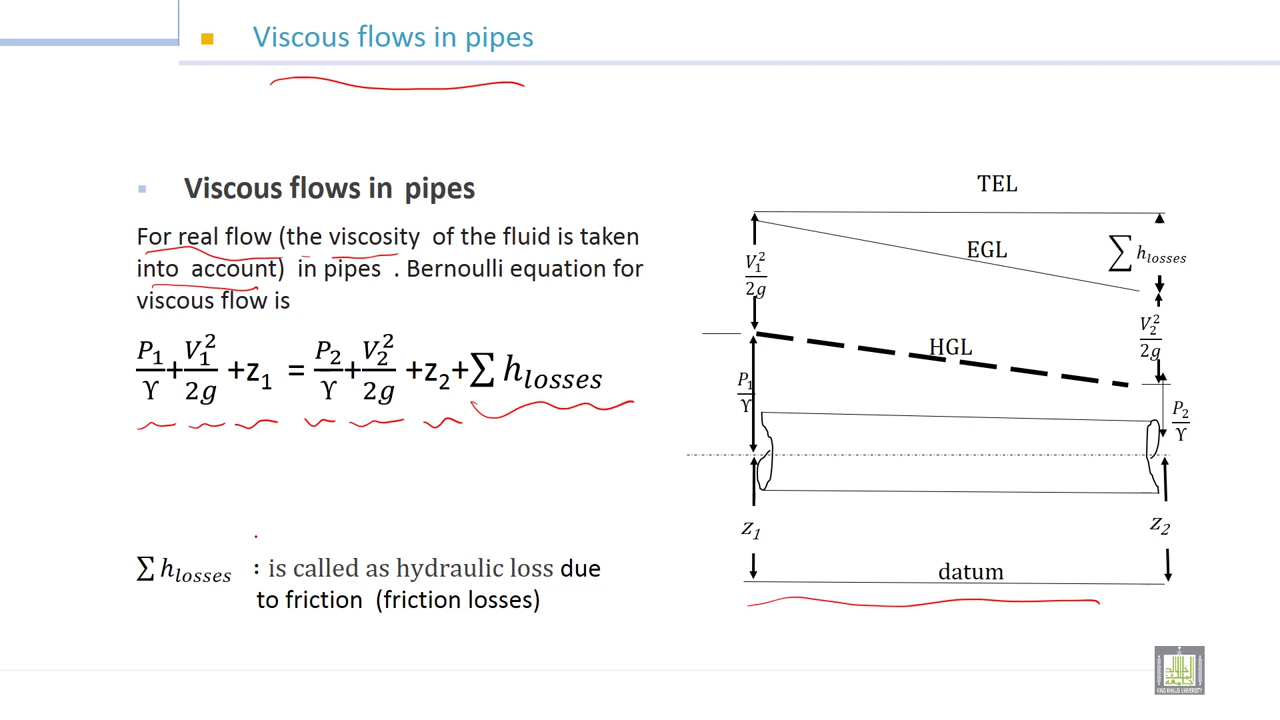 Viscous flows in pipes
Viscous flows in pipes
For real flow (the viscosity of the fluid is taken
into account) in pipes . Bernoulli equation for
viscous flow is
P₁/ϒ + V₁²/2g + z₁ = P₂/ϒ + V₂²/2g + z₂ + ∑ h_losses
∑ h_losses : is called as hydraulic loss due
to friction (friction losses)
TEL
EGL
∑ h_losses
V₁²/2g
V₂²/2g
HGL
P₁/ϒ
P₂/ϒ
z₁
z₂
datum
KING KHALID UNIVERSITY